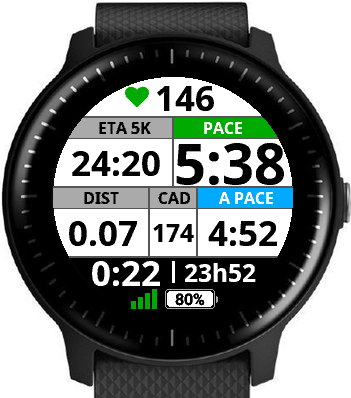 146
ETA 5K PACE
24:20 5:38
DIST CAD A PACE
0.07 174 4:52
0:22 | 23h52
80%